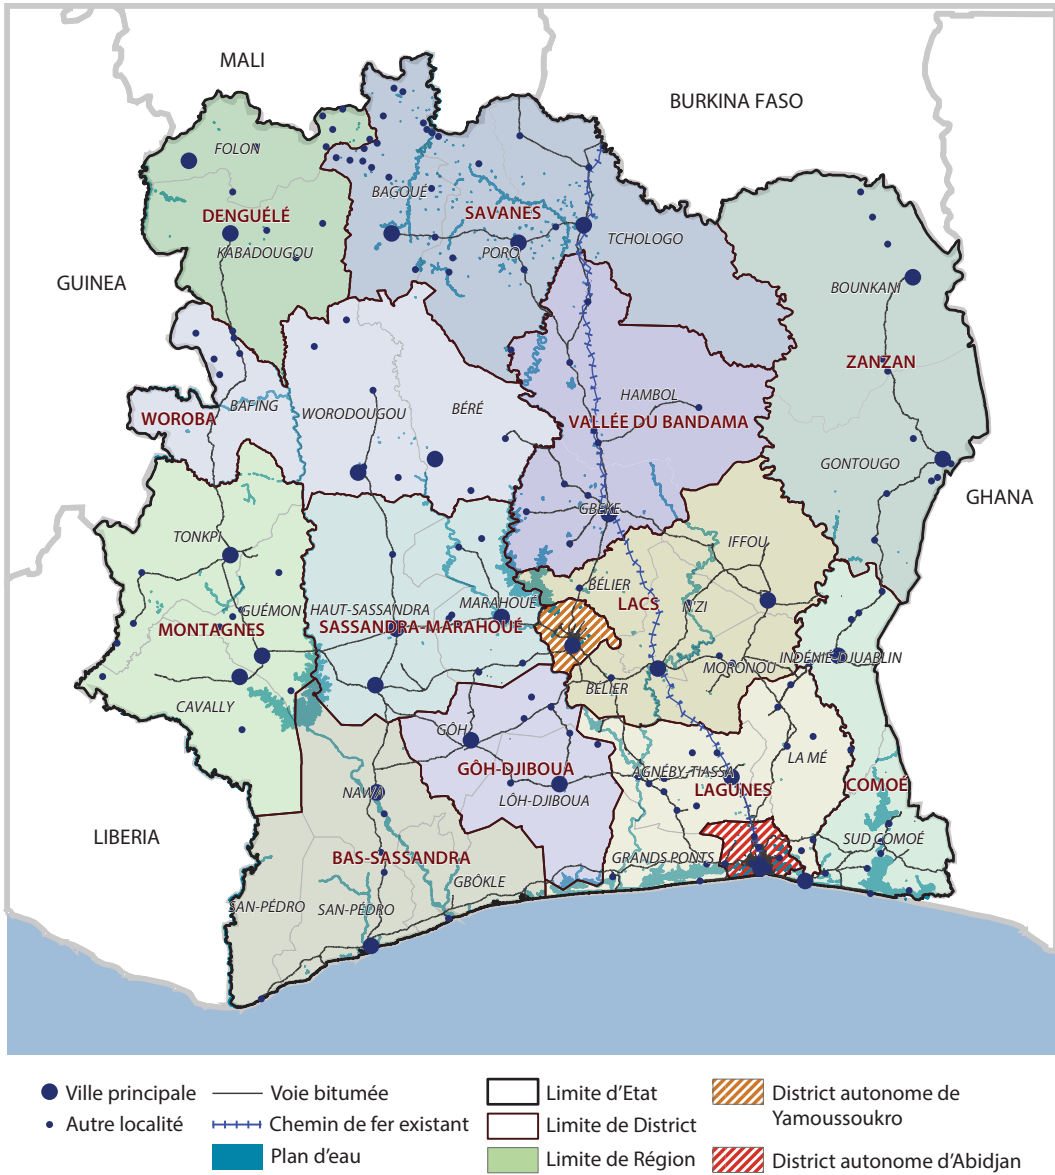 MALI
BURKINA FASO
FOLON
BAGOUÉ
DENGUÉLÉ
SAVANES
KABADOUGOU
PORO
TCHOLOGO
GUINEA
BOUNKANI
ZANZAN
HAMBOL
WOROBA
BAFING
WORODOUGOU
BÉRÉ
VALLÉE DU BANDAMA
GONTOUGO
GHANA
GBEKE
TONKPI
IFFOU
BÉLIER
GUÉMON
HAUT-SASSANDRA
MARAHOUÉ
LACS
N'ZI
MONTAGNES
SASSANDRA-MARAHOUÉ
INDÉNIÉ-DJUABLIN
MORONOU
BÉLIER
CAVALLY
GÔH
LA MÉ
GÔH-DJIBOUA
AGNÉBY-TIASSA
COMOÉ
NAWA
LÔH-DJIBOUA
LAGUNES
LIBERIA
SUD COMOÉ
BAS-SASSANDRA
GRANDS PONTS
GBÔKLE
SAN-PÉDRO
SAN-PÉDRO
Ville principale
Autre localité
Voie bitumée
Chemin de fer existant
Plan d'eau
Limite d'Etat
Limite de District
Limite de Région
District autonome de
Yamoussoukro
District autonome d'Abidjan